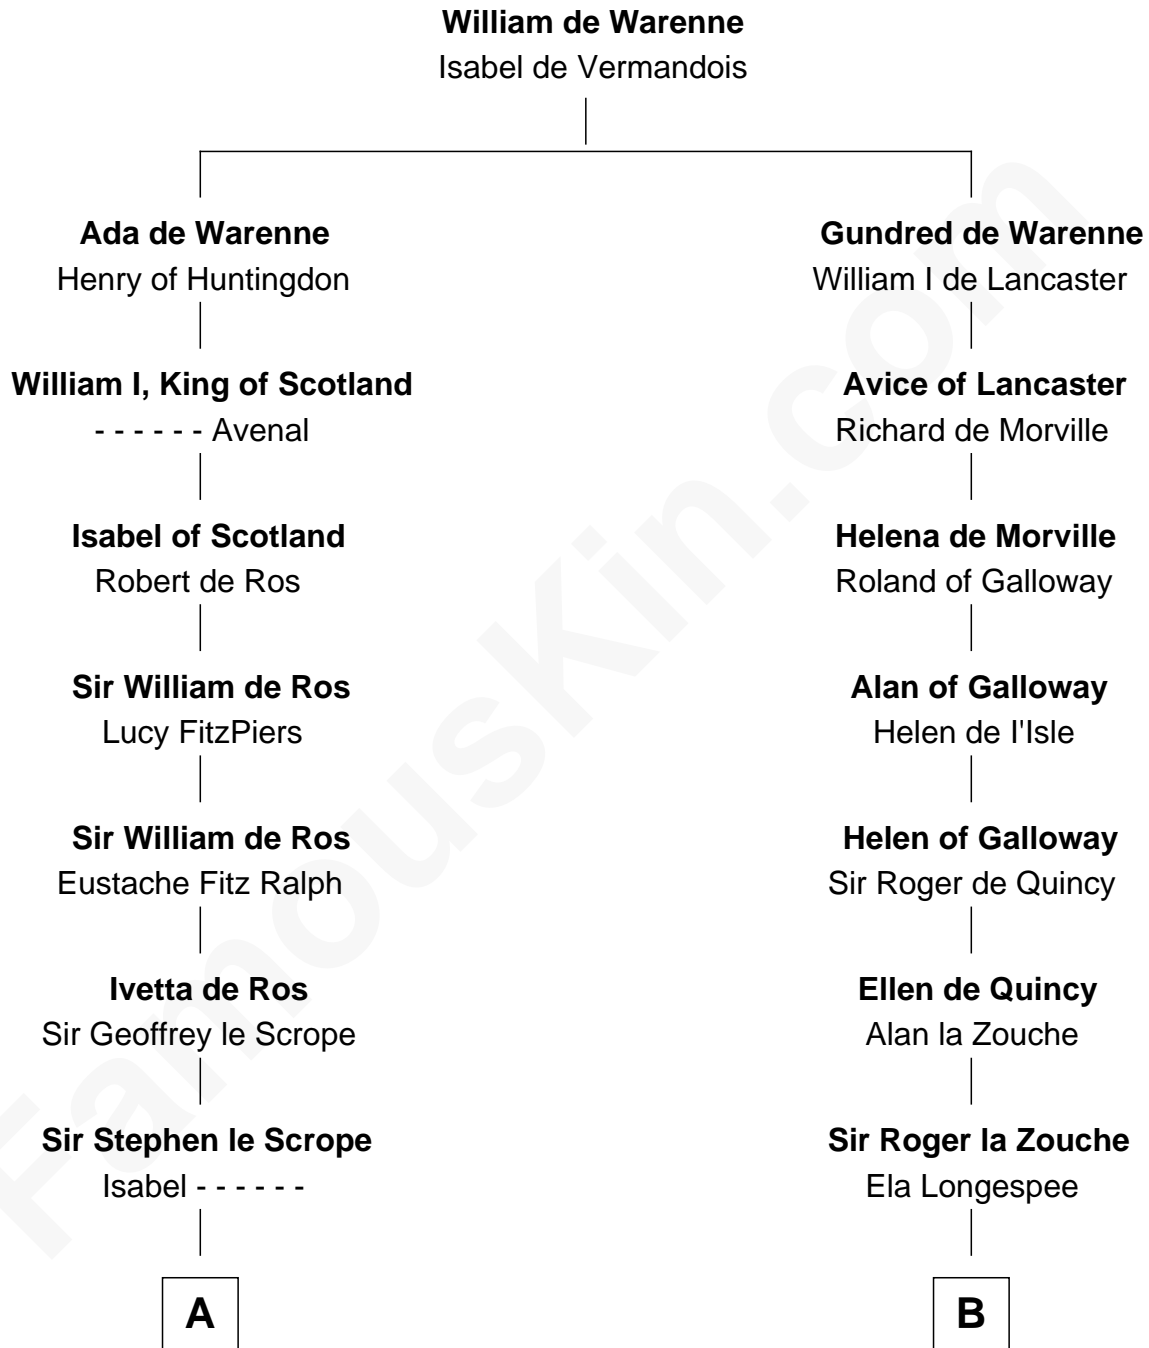 William de Warenne
Isabel de Vermandois
Ada de Warenne
Henry of Huntingdon
William I, King of Scotland
- - - - - - Avenal
Isabel of Scotland
Robert de Ros
Sir William de Ros
Lucy FitzPiers
Sir William de Ros
Eustache Fitz Ralph
Ivetta de Ros
Sir Geoffrey le Scrope
Sir Stephen le Scrope
Isabel - - - - - -
A
Gundred de Warenne
William I de Lancaster
Avice of Lancaster
Richard de Morville
Helena de Morville
Roland of Galloway
Alan of Galloway
Helen de l'Isle
Helen of Galloway
Sir Roger de Quincy
Ellen de Quincy
Alan la Zouche
Sir Roger la Zouche
Ela Longespee
B
FamousKin.com